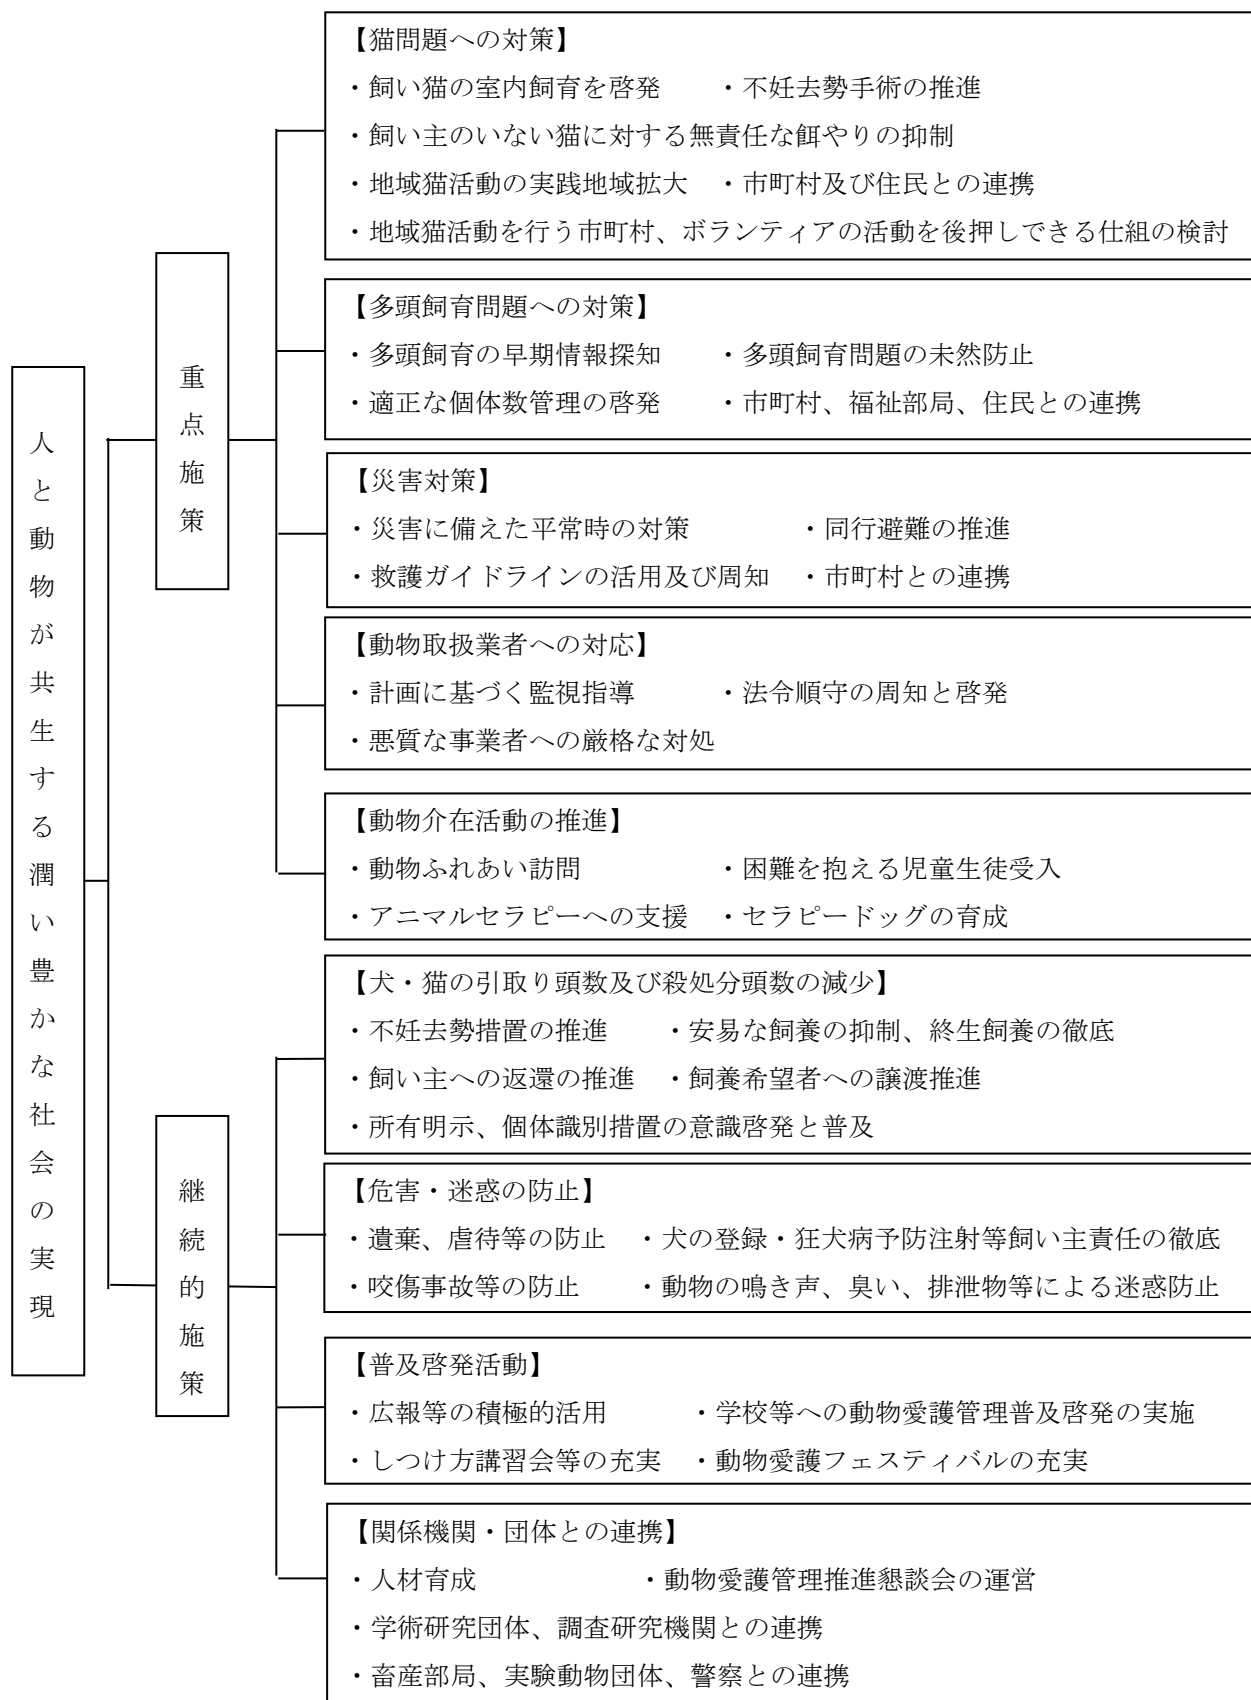 人と動物が共生する潤い豊かな社会の実現
重点施策
【猫問題への対策】
・飼い猫の室内飼育を啓発　・不妊去勢手術の推進
・飼い主のいない猫に対する無責任な餌やりの抑制
・地域猫活動の実践地域拡大　・市町村及び住民との連携
・地域猫活動を行う市町村、ボランティアの活動を後押しできる仕組の検討
【多頭飼育問題への対策】
・多頭飼育の早期情報探知　・多頭飼育問題の未然防止
・適正な個体数管理の啓発　・市町村、福祉部局、住民との連携
【災害対策】
・災害に備えた平常時の対策　・同行避難の推進
・救護ガイドラインの活用及び周知　・市町村との連携
【動物取扱業者への対応】
・計画に基づく監視指導　・法令順守の周知と啓発
・悪質な事業者への厳格な対処
【動物介在活動の推進】
・動物ふれあい訪問　・困難を抱える児童生徒受入
・アニマルセラピーへの支援　・セラピードッグの育成
継続的施策
【犬・猫の引取り頭数及び殺処分頭数の減少】
・不妊去勢措置の推進　・安易な飼養の抑制、終生飼養の徹底
・飼い主への返還の推進　・飼養希望者への譲渡推進
・所有明示、個体識別措置の意識啓発と普及
【危害・迷惑の防止】
・遺棄、虐待等の防止　・犬の登録・狂犬病予防注射等飼い主責任の徹底
・咬傷事故等の防止　・動物の鳴き声、臭い、排泄物等による迷惑防止
【普及啓発活動】
・広報等の積極的活用　・学校等への動物愛護管理普及啓発の実施
・しつけ方講習会等の充実　・動物愛護フェスティバルの充実
【関係機関・団体との連携】
・人材育成　・動物愛護管理推進懇談会の運営
・学術研究団体、調査研究機関との連携
・畜産部局、実験動物団体、警察との連携